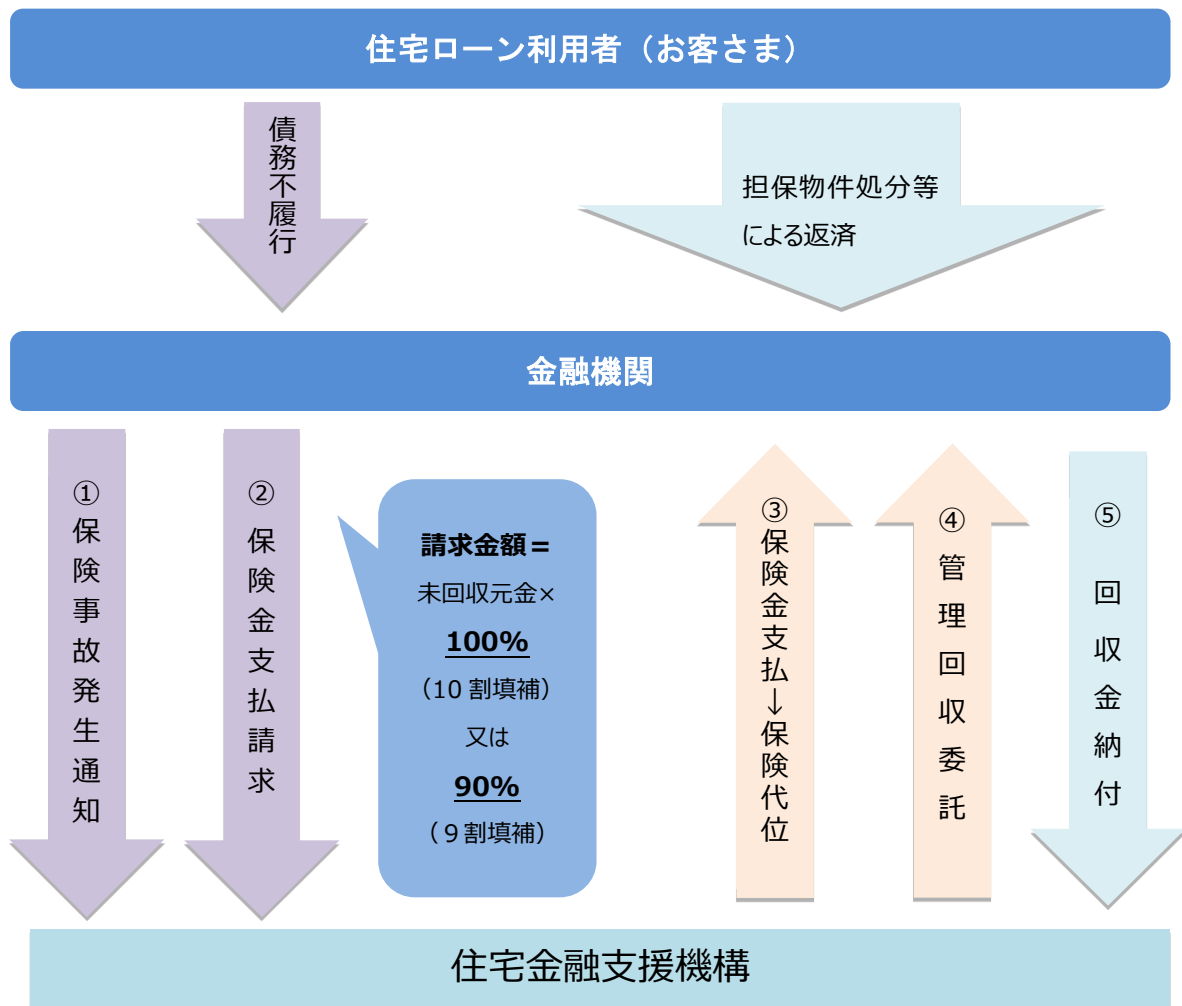 住宅ローン利用者（お客さま）
債務不履行
担保物件処分等
による返済
金融機関
①保険事故発生通知
②保険金支払請求
請求金額＝
未回収元金×
100%
（10 割填補）
又は
90%
（９割填補）
③保険金支払→保険代位
④管理回収委託
⑤ 回収金納付
住宅金融支援機構